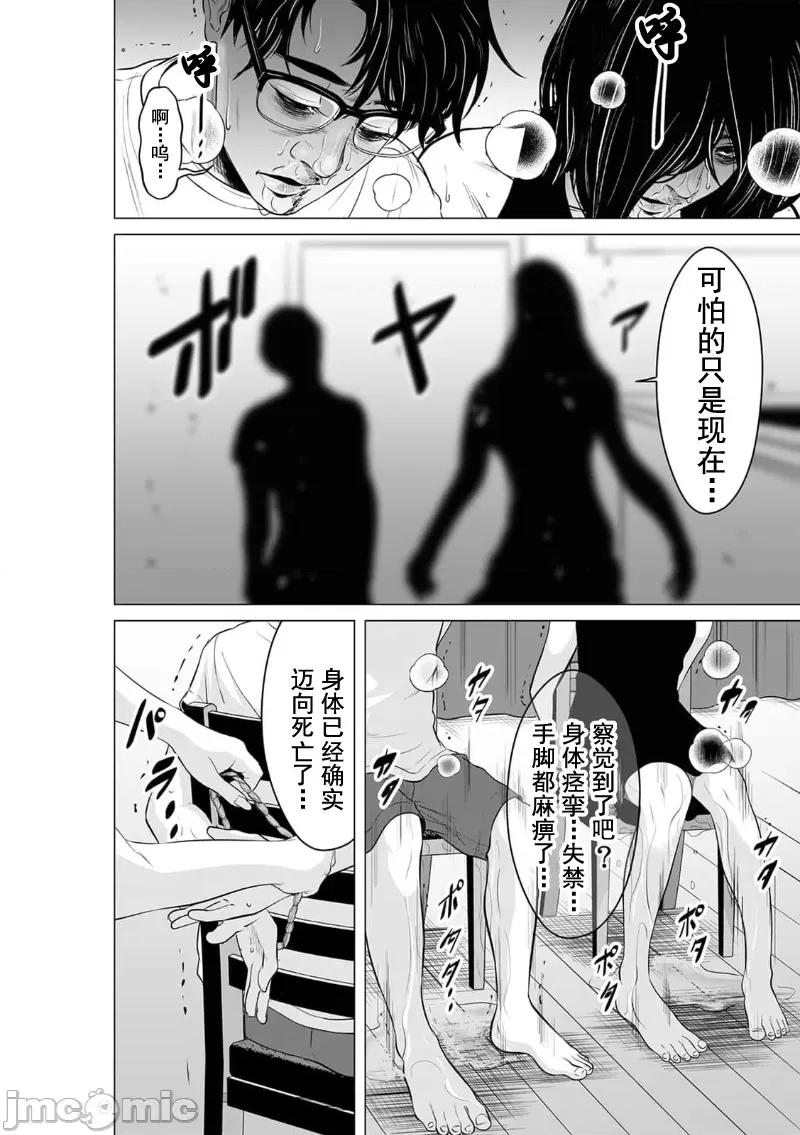 呼
呼
啊…呜…
可怕的只是现在…
ァ
ヤ
ボ
察觉到了吧？
身体痉挛…失禁…
手脚都麻痹了…
カタ
カタ
カタ
カタ
ポタ
ポタ
ポタ
ポタ…
身体已经确实
迈向死亡了…
パラ
jmcomic